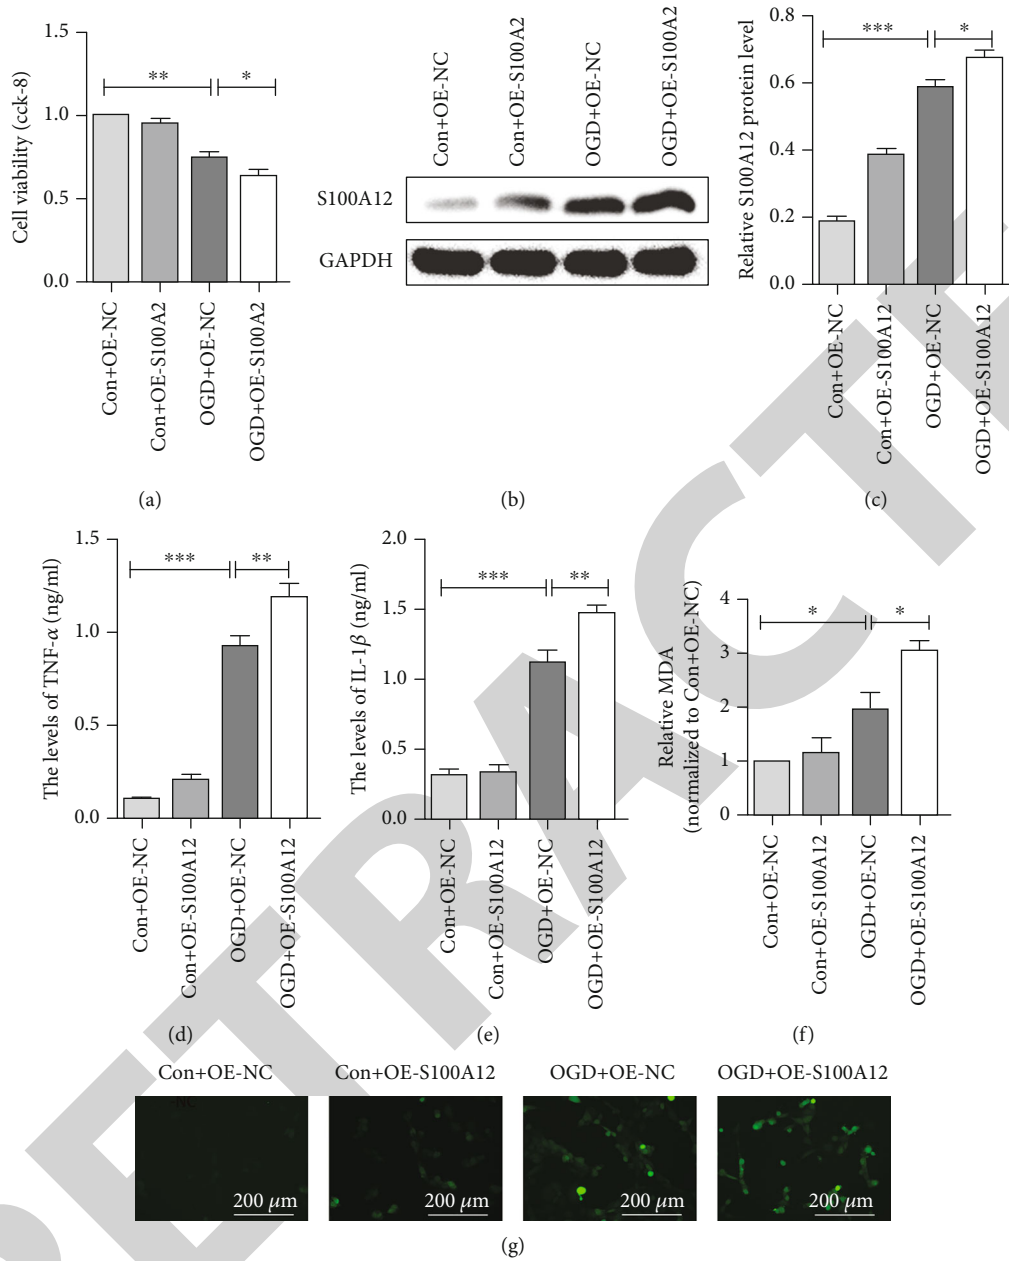 1.5
1.0
0.5
0.0
Cell viability (cck-8)
**
*
Con+OE-NC
Con+OE-S100A2
OGD+OE-NC
OGD+OE-S100A2
(a)
Con+OE-NC
Con+OE-S100A2
OGD+OE-NC
OGD+OE-S100A2
S100A12
GAPDH
(b)
0.8
0.6
0.4
0.2
0.0
Relative S100A12 protein level
***
*
Con+OE-NC
Con+OE-S100A12
OGD+OE-NC
OGD+OE-S100A12
(c)
1.5
1.0
0.5
0.0
The levels of TNF-α (ng/ml)
***
**
Con+OE-NC
Con+OE-S100A12
OGD+OE-NC
OGD+OE-S100A12
(d)
2.0
1.5
1.0
0.5
0.0
The levels of IL-1β (ng/ml)
***
**
Con+OE-NC
Con+OE-S100A12
OGD+OE-NC
OGD+OE-S100A12
(e)
4
3
2
1
0
Relative MDA
(normalized to Con+OE-NC)
*
*
Con+OE-NC
Con+OE-S100A12
OGD+OE-NC
OGD+OE-S100A12
(f)
Con+OE-NC
Con+OE-S100A12
OGD+OE-NC
OGD+OE-S100A12
NC
200 μm
200 μm
200 μm
200 μm
(g)
RETRACTE